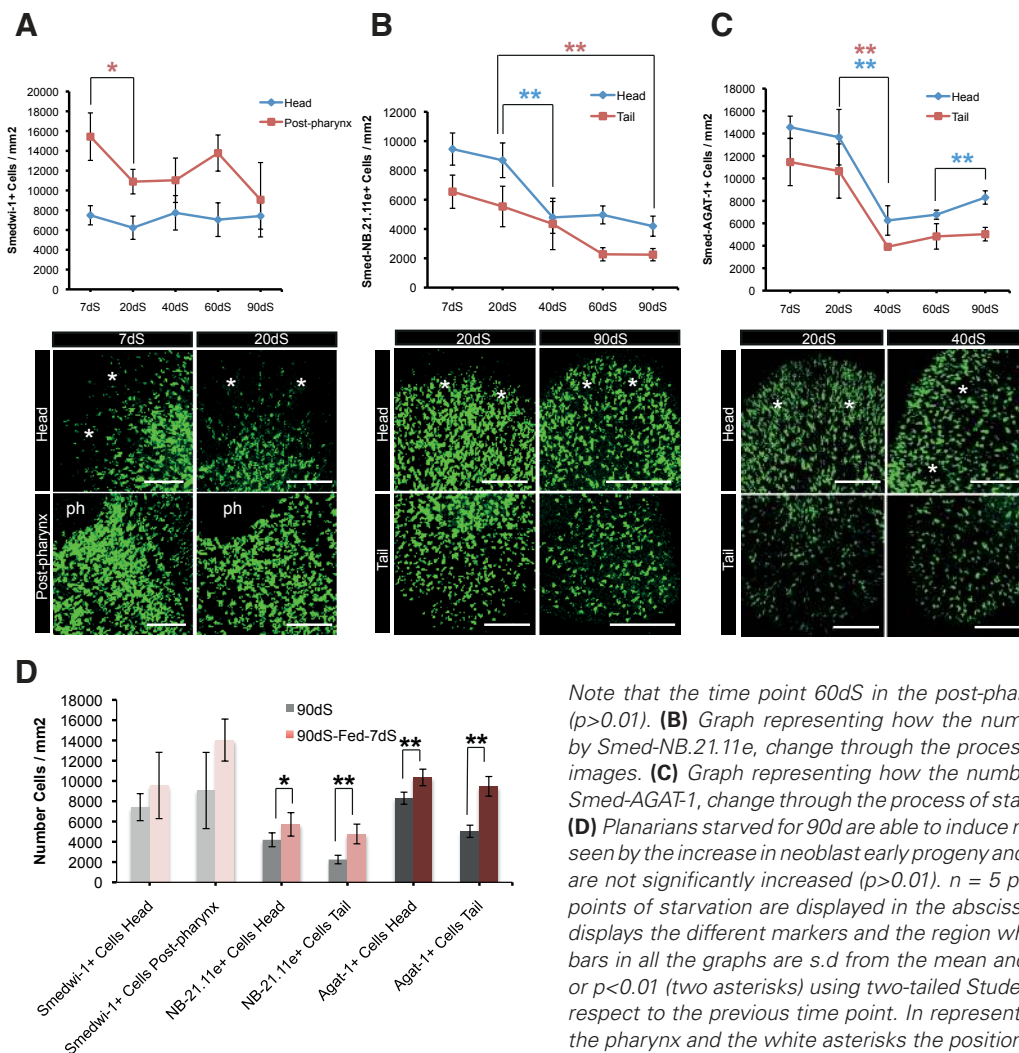 A
*
Smedwi-1+ Cells / mm2
20000
18000
16000
14000
12000
10000
8000
6000
4000
2000
0
Head
Post-pharynx
7dS 20dS 40dS 60dS 90dS
7dS 20dS
Head
* * * *
Post-pharynx
ph ph
B
**
**
Smed-NB.21.11e+ Cells / mm2
12000
10000
8000
6000
4000
2000
0
Head
Tail
7dS 20dS 40dS 60dS 90dS
20dS 90dS
Head
* * * *
Tail
C
**
**
**
Smed-AGAT-1+ Cells / mm2
18000
16000
14000
12000
10000
8000
6000
4000
2000
0
Head
Tail
7dS 20dS 40dS 60dS 90dS
20dS 40dS
Head
* * * *
Tail
D
Number Cells / mm2
18000
16000
14000
12000
10000
8000
6000
4000
2000
0
90dS
90dS-Fed-7dS
* ** ** **
Smedwi-1+ Cells Head
Smedwi-1+ Cells Post-pharynx
NB-21.11e+ Cells Head
NB-21.11e+ Cells Tail
Agat-1+ Cells Head
Agat-1+ Cells Tail
Note that the time point 60dS in the post-phar
(p>0.01). (B) Graph representing how the num
by Smed-NB.21.11e, change through the proces
images. (C) Graph representing how the numb
Smed-AGAT-1, change through the process of sta
(D) Planarians starved for 90d are able to induce n
seen by the increase in neoblast early progeny and
are not significantly increased (p>0.01). n = 5 p
points of starvation are displayed in the absciss
displays the different markers and the region wh
bars in all the graphs are s.d from the mean and
or p<0.01 (two asterisks) using two-tailed Stude
respect to the previous time point. In represent
the pharynx and the white asterisks the position